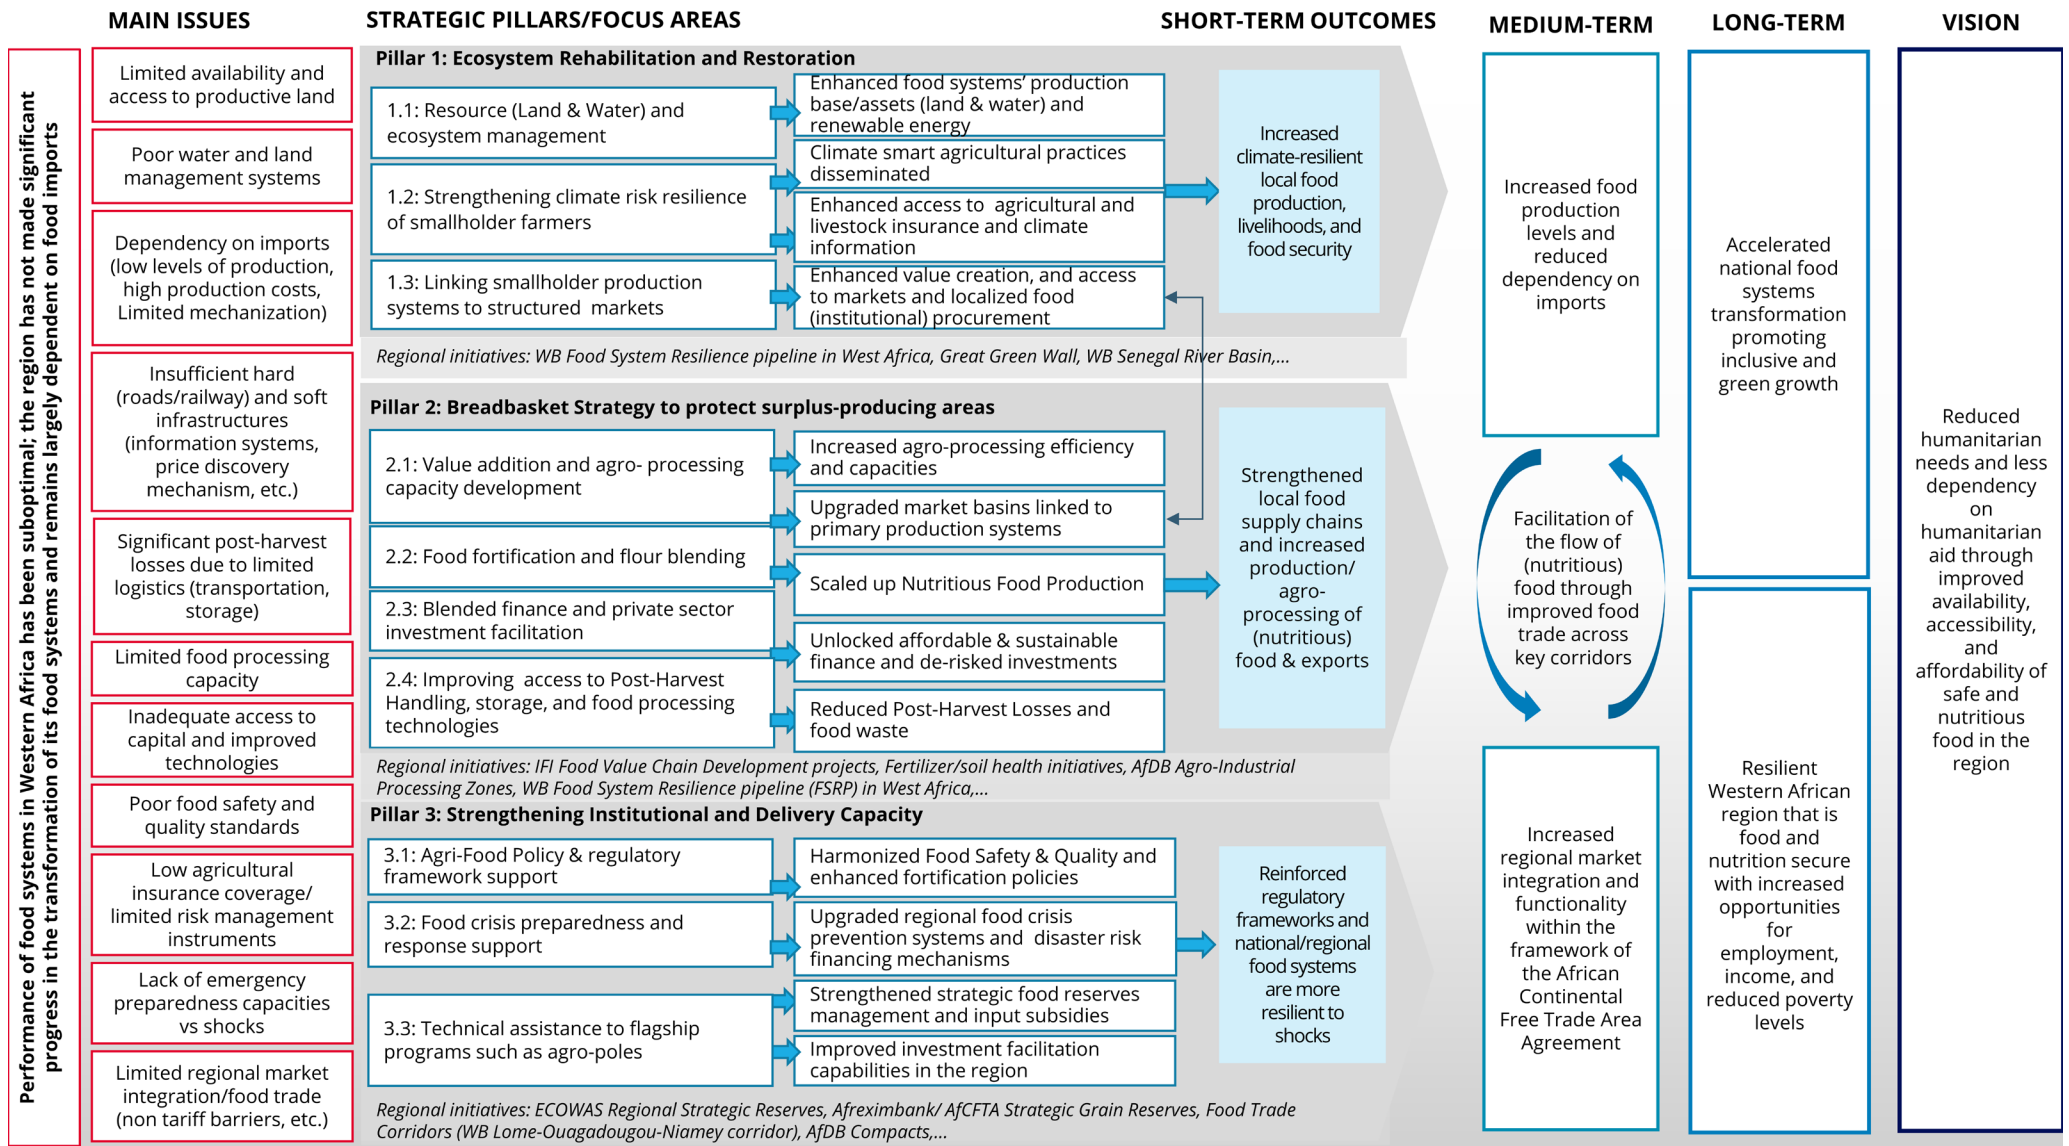 MAIN ISSUES
STRATEGIC PILLARS/FOCUS AREAS
SHORT-TERM OUTCOMES
MEDIUM-TERM
LONG-TERM
VISION
Performance of food systems in Western Africa has been suboptimal; the region has not made significant
progress in the transformation of its food systems and remains largely dependent on food imports
Limited availability and
access to productive land
Poor water and land
management systems
Dependency on imports
(low levels of production,
high production costs,
Limited mechanization)
Insufficient hard
(roads/railway) and soft
infrastructures
(information systems,
price discovery
mechanism, etc.)
Significant post-harvest
losses due to limited
logistics (transportation,
storage)
Limited food processing
capacity
Inadequate access to
capital and improved
technologies
Poor food safety and
quality standards
Low agricultural
insurance coverage/
limited risk management
instruments
Lack of emergency
preparedness capacities
vs shocks
Limited regional market
integration/food trade
(non tariff barriers, etc.)
Pillar 1: Ecosystem Rehabilitation and Restoration
1.1: Resource (Land & Water) and
ecosystem management
1.2: Strengthening climate risk resilience
of smallholder farmers
1.3: Linking smallholder production
systems to structured  markets
Enhanced food systems’ production
base/assets (land & water) and
renewable energy
Climate smart agricultural practices
disseminated
Enhanced access to  agricultural and
livestock insurance and climate
information
Enhanced value creation, and access
to markets and localized food
(institutional) procurement
Increased
climate-resilient
local food
production,
livelihoods, and
food security
Regional initiatives: WB Food System Resilience pipeline in West Africa, Great Green Wall, WB Senegal River Basin,...
Pillar 2: Breadbasket Strategy to protect surplus-producing areas
2.1: Value addition and agro- processing
capacity development
2.2: Food fortification and flour blending
2.3: Blended finance and private sector
investment facilitation
2.4: Improving  access to Post-Harvest
Handling, storage, and food processing
technologies
Increased agro-processing efficiency
and capacities
Upgraded market basins linked to
primary production systems
Scaled up Nutritious Food Production
Unlocked affordable & sustainable
finance and de-risked investments
Reduced Post-Harvest Losses and
food waste
Strengthened
local food
supply chains
and increased
production/
agro-
processing of
(nutritious)
food & exports
Regional initiatives: IFI Food Value Chain Development projects, Fertilizer/soil health initiatives, AfDB Agro-Industrial
Processing Zones, WB Food System Resilience pipeline (FSRP) in West Africa,...
Pillar 3: Strengthening Institutional and Delivery Capacity
3.1: Agri-Food Policy & regulatory
framework support
3.2: Food crisis preparedness and
response support
3.3: Technical assistance to flagship
programs such as agro-poles
Harmonized Food Safety & Quality and
enhanced fortification policies
Upgraded regional food crisis
prevention systems and  disaster risk
financing mechanisms
Strengthened strategic food reserves
management and input subsidies
Improved investment facilitation
capabilities in the region
Reinforced
regulatory
frameworks and
national/regional
food systems
are more
resilient to
shocks
Regional initiatives: ECOWAS Regional Strategic Reserves, Afreximbank/ AfCFTA Strategic Grain Reserves, Food Trade
Corridors (WB Lome-Ouagadougou-Niamey corridor), AfDB Compacts,...
Increased food
production
levels and
reduced
dependency on
imports
Facilitation of
the flow of
(nutritious)
food through
improved food
trade across
key corridors
Increased
regional market
integration and
functionality
within the
framework of
the African
Continental
Free Trade Area
Agreement
Accelerated
national food
systems
transformation
promoting
inclusive and
green growth
Resilient
Western African
region that is
food and
nutrition secure
with increased
opportunities
for
employment,
income, and
reduced poverty
levels
Reduced
humanitarian
needs and less
dependency
on
humanitarian
aid through
improved
availability,
accessibility,
and
affordability of
safe and
nutritious
food in the
region